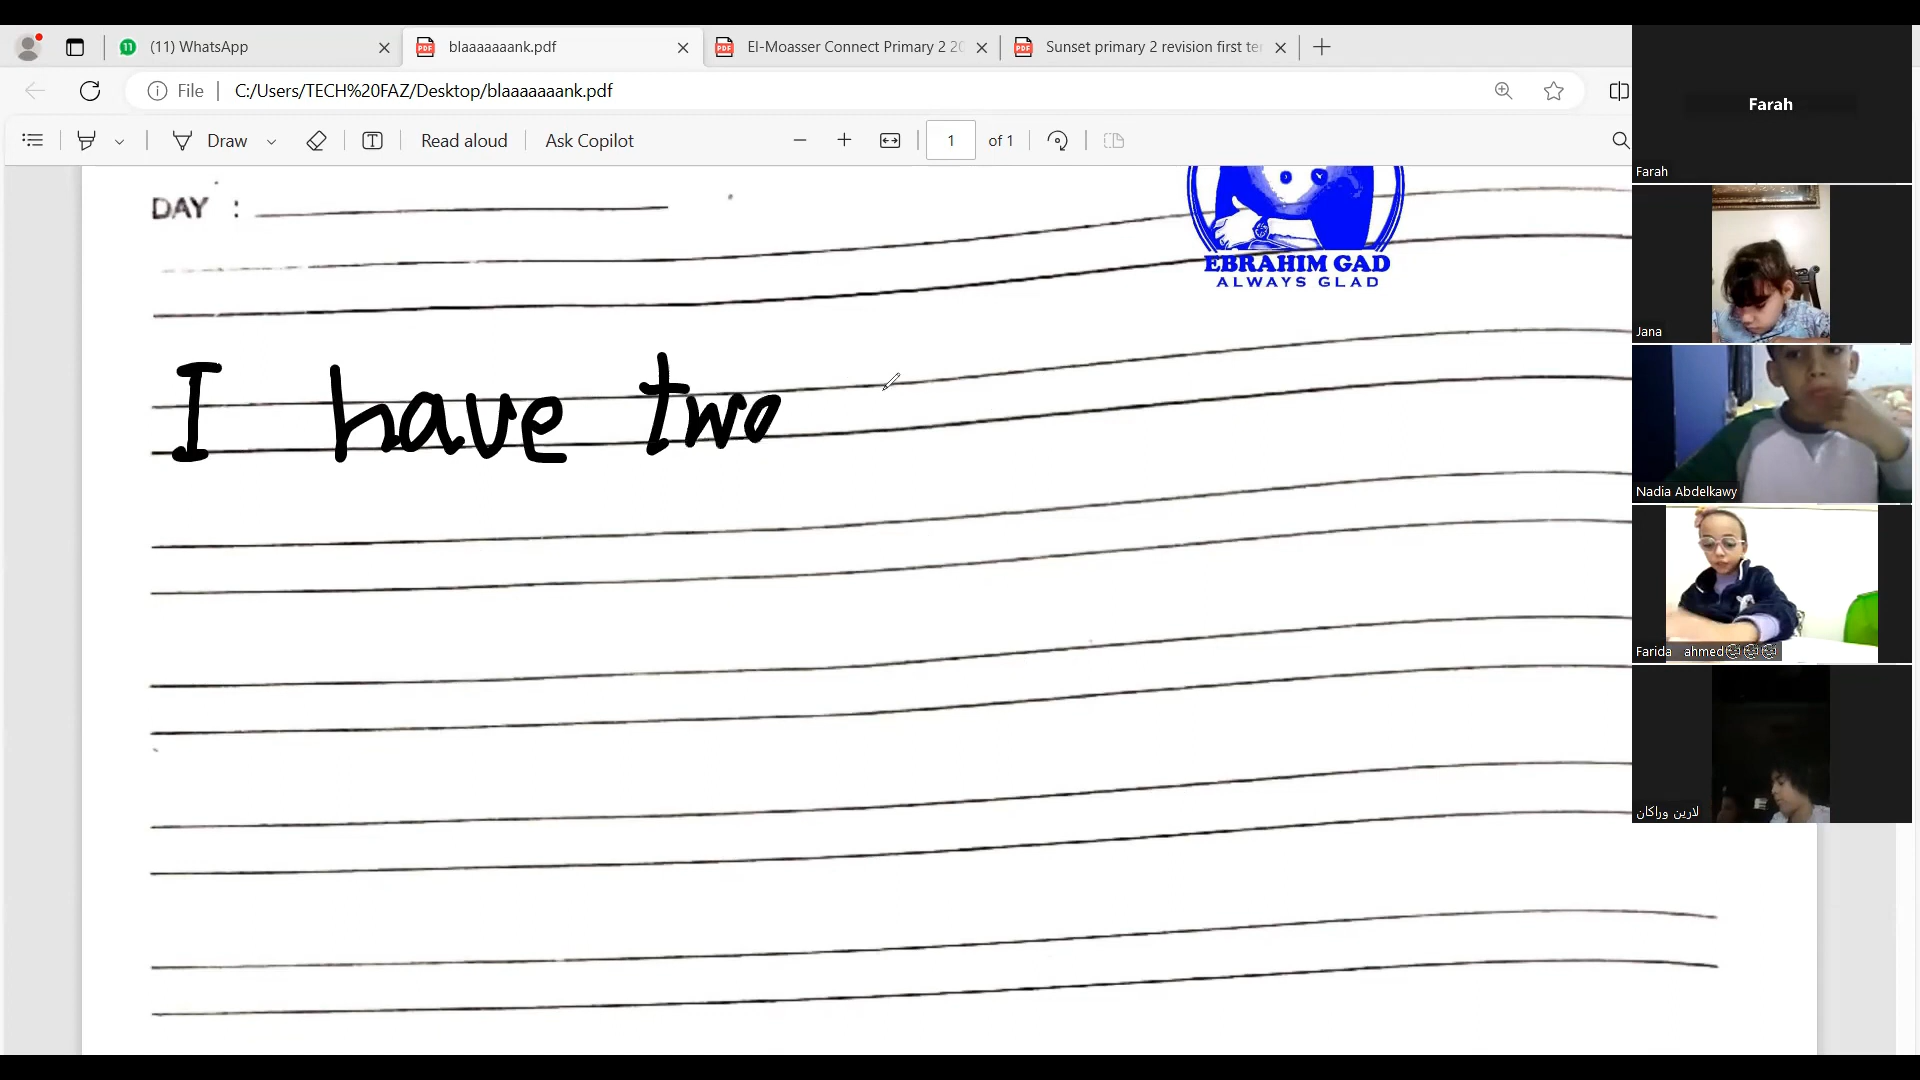 (11) WhatsApp
blaaaaaaank.pdf
El-Moasser Connect Primary 2 20
Sunset primary 2 revision first te
File
C:/Users/TECH%20FAZ/Desktop/blaaaaaaank.pdf
Draw
Read aloud
Ask Copilot
1 of 1
DAY :
EBRAHIM GAD
ALWAYS GLAD
I have two
Farah
Farah
Jana
Nadia Abdelkawy
Farida ahmed
لارين وراكان